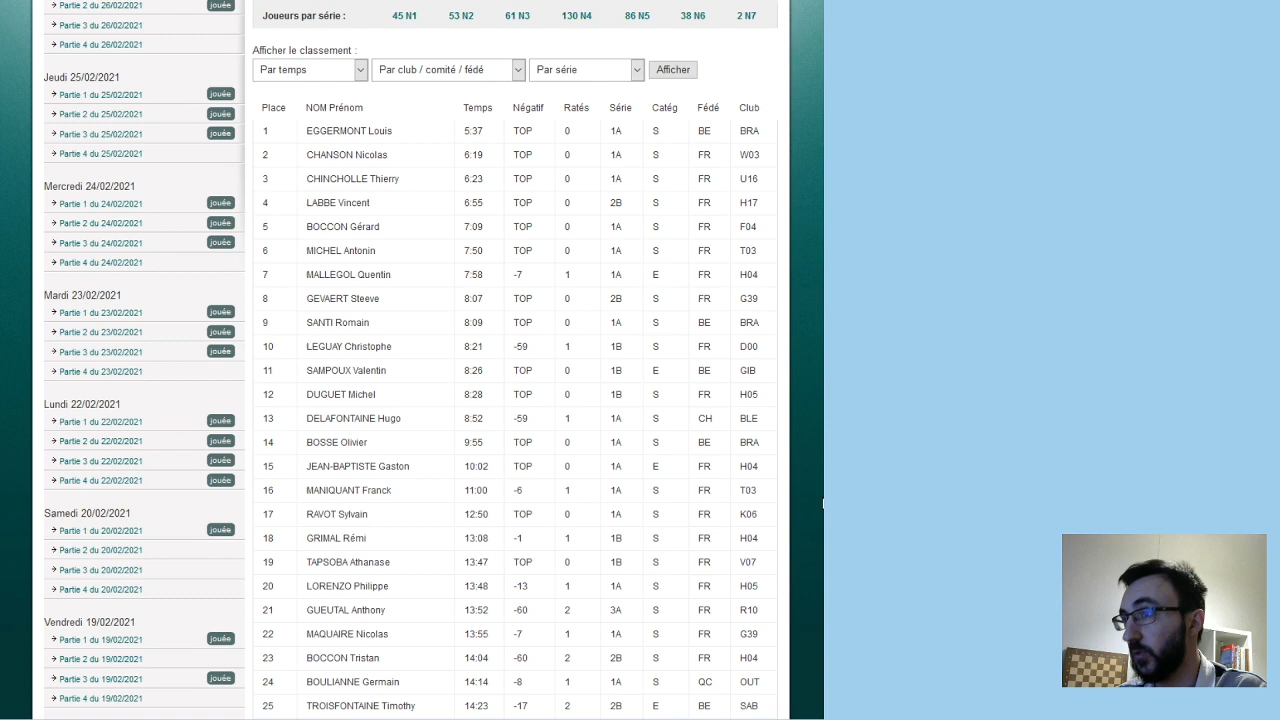 Partie 2 du 26/02/2021 jouée
Partie 3 du 26/02/2021
Partie 4 du 26/02/2021
Jeudi 25/02/2021
Partie 1 du 25/02/2021 jouée
Partie 2 du 25/02/2021 jouée
Partie 3 du 25/02/2021 jouée
Partie 4 du 25/02/2021
Mercredi 24/02/2021
Partie 1 du 24/02/2021 jouée
Partie 2 du 24/02/2021 jouée
Partie 3 du 24/02/2021 jouée
Partie 4 du 24/02/2021
Mardi 23/02/2021
Partie 1 du 23/02/2021 jouée
Partie 2 du 23/02/2021 jouée
Partie 3 du 23/02/2021 jouée
Partie 4 du 23/02/2021
Lundi 22/02/2021
Partie 1 du 22/02/2021 jouée
Partie 2 du 22/02/2021 jouée
Partie 3 du 22/02/2021 jouée
Partie 4 du 22/02/2021 jouée
Samedi 20/02/2021
Partie 1 du 20/02/2021 jouée
Partie 2 du 20/02/2021
Partie 3 du 20/02/2021
Partie 4 du 20/02/2021
Vendredi 19/02/2021
Partie 1 du 19/02/2021 jouée
Partie 2 du 19/02/2021
Partie 3 du 19/02/2021 jouée
Partie 4 du 19/02/2021
Joueurs par série : 45 N1 53 N2 61 N3 130 N4 86 N5 38 N6 2 N7
Afficher le classement :
Par temps Par club / comité / fédé Par série Afficher
Place NOM Prénom Temps Négatif Ratés Série Catég Fédé Club
1 EGGERMONT Louis 5:37 TOP 0 1A S BE BRA
2 CHANSON Nicolas 6:19 TOP 0 1A S FR W03
3 CHINCHOLLE Thierry 6:23 TOP 0 1A S FR U16
4 LABBE Vincent 6:55 TOP 0 2B S FR H17
5 BOCCON Gérard 7:09 TOP 0 1A S FR F04
6 MICHEL Antonin 7:50 TOP 0 1A S FR T03
7 MALLEGOL Quentin 7:58 -7 1 1A E FR H04
8 GEVAERT Steeve 8:07 TOP 0 2B S FR G39
9 SANTI Romain 8:09 TOP 0 1A S BE BRA
10 LEGUAY Christophe 8:21 -59 1 1B S FR D00
11 SAMPOUX Valentin 8:26 TOP 0 1B E BE GIB
12 DUGUET Michel 8:28 TOP 0 1B S FR H05
13 DELAFONTAINE Hugo 8:52 -59 1 1A S CH BLE
14 BOSSE Olivier 9:55 TOP 0 1A S BE BRA
15 JEAN-BAPTISTE Gaston 10:02 TOP 0 1A E FR H04
16 MANIQUANT Franck 11:00 -6 1 1A S FR T03
17 RAVOT Sylvain 12:50 TOP 0 1A S FR K06
18 GRIMAL Rémi 13:08 -1 1 1B S FR H04
19 TAPSOBA Athanase 13:47 TOP 0 1B S FR V07
20 LORENZO Philippe 13:48 -13 1 1A S FR H05
21 GUEUTAL Anthony 13:52 -60 2 3A S FR R10
22 MAQUAIRE Nicolas 13:55 -7 1 1A S FR G39
23 BOCCON Tristan 14:04 -60 2 2B S FR H04
24 BOULIANNE Germain 14:14 -8 1 1A S QC OUT
25 TROISFONTAINE Timothy 14:23 -17 2 2B E BE SAB